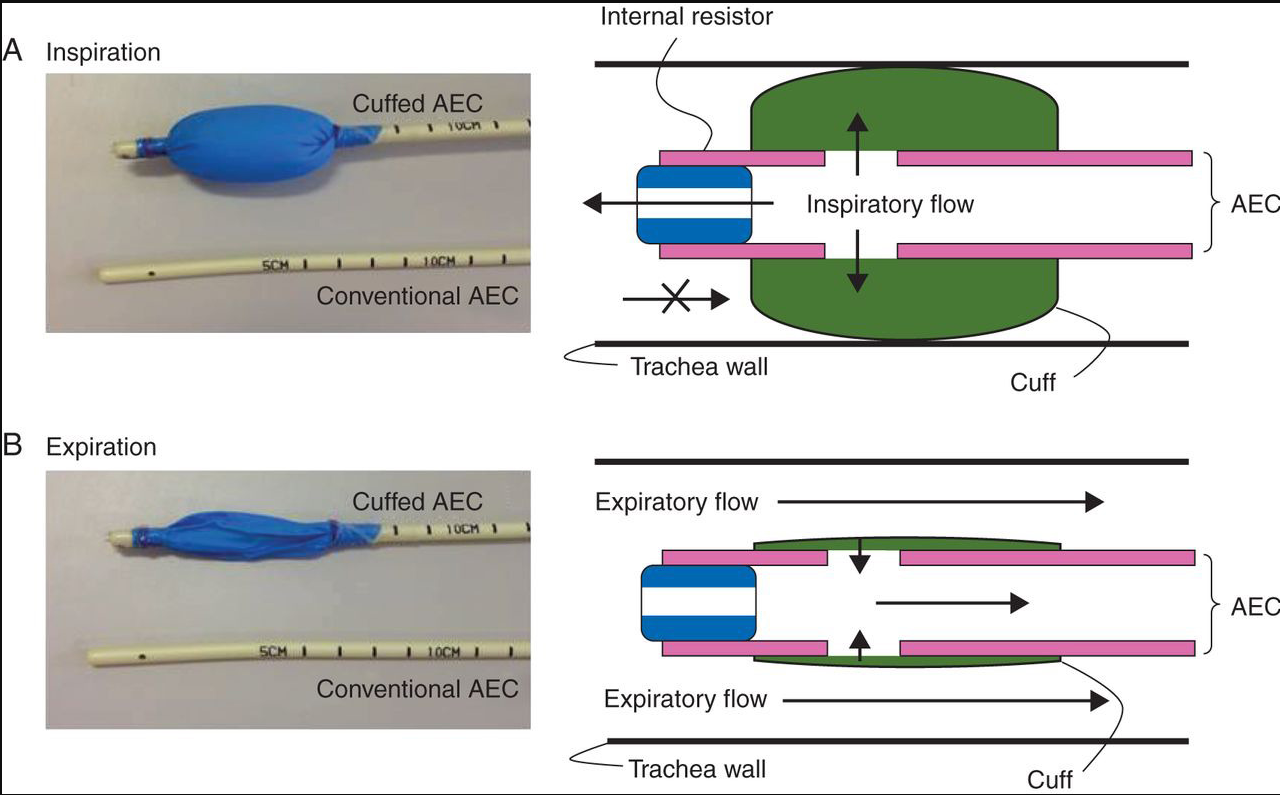 Internal resistor
A Inspiration
Cuffed AEC
10CM
Inspiratory flow
AEC
5CM
10CM
Conventional AEC
Trachea wall
Cuff
B Expiration
Cuffed AEC
Expiratory flow
10CM
AEC
5CM
10CM
Conventional AEC
Expiratory flow
Trachea wall
Cuff